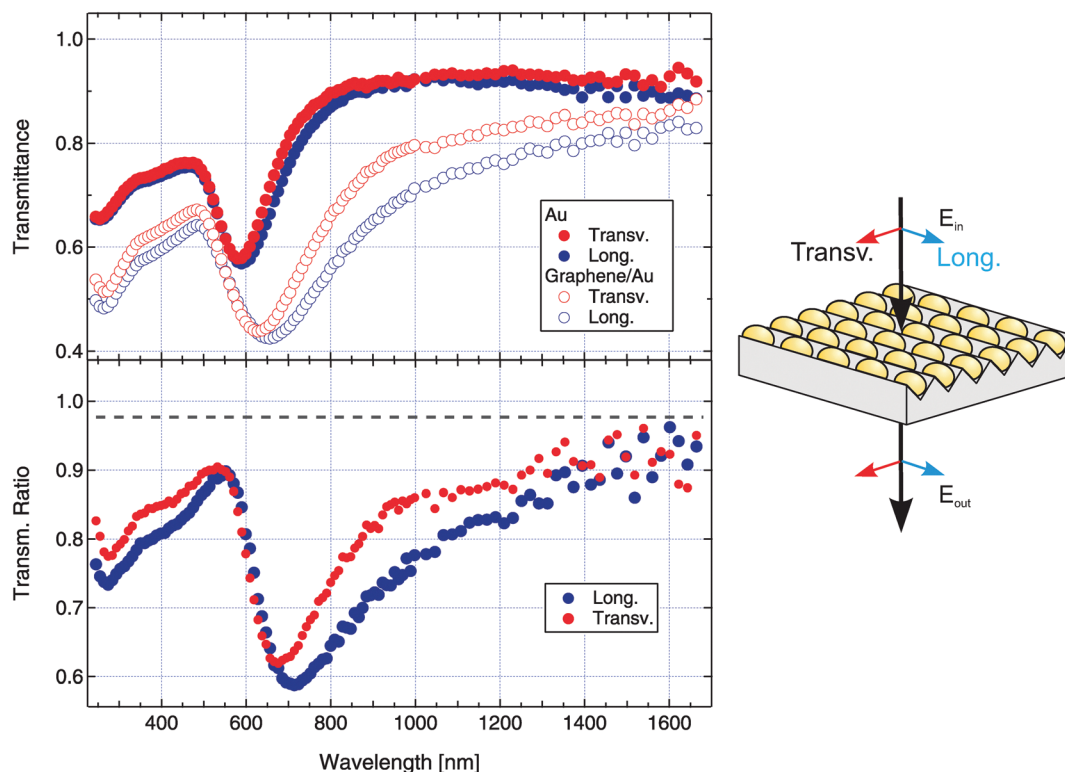 1.0
0.8
0.6
0.4
Transmittance
Au
Transv.
Long.
Graphene/Au
Transv.
Long.
1.0
0.9
0.8
0.7
0.6
Transm. Ratio
Long.
Transv.
400 600 800 1000 1200 1400 1600
Wavelength [nm]
E in
Transv.
Long.
E out